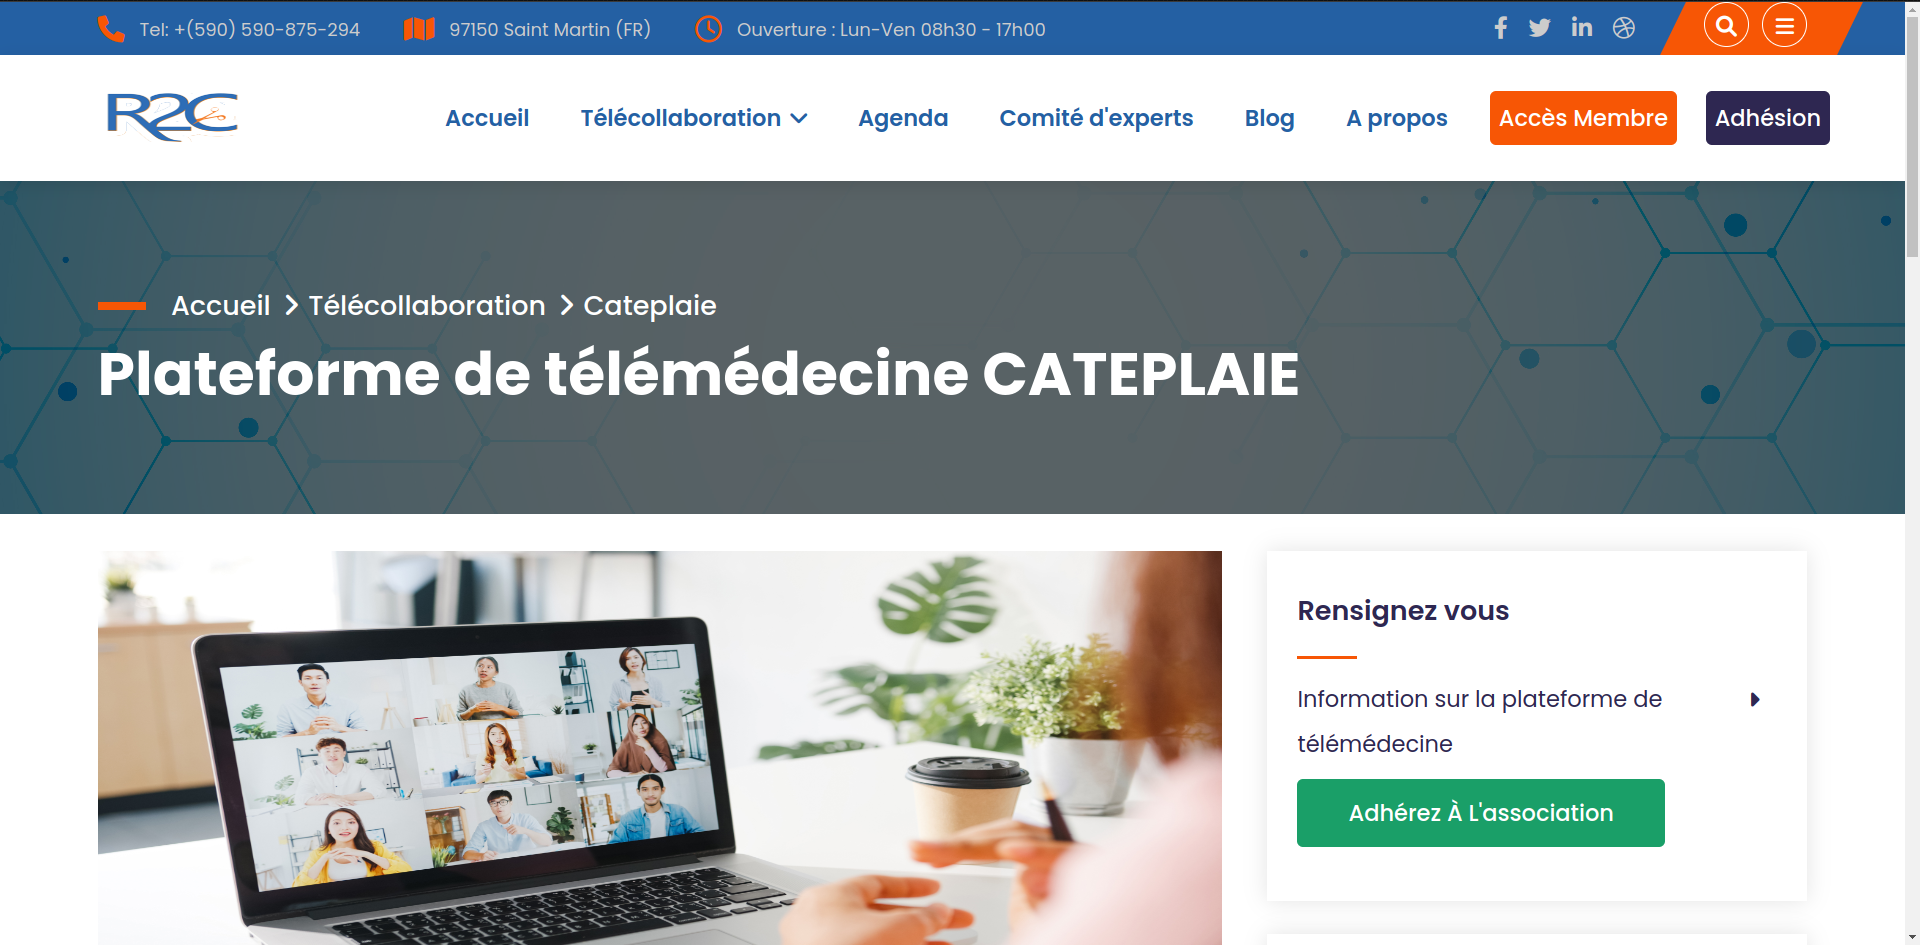 Tel: +(590) 590-875-294
97150 Saint Martin (FR)
Ouverture : Lun-Ven 08h30 - 17h00
R2C
Accueil
Télécollaboration
Agenda
Comité d'experts
Blog
A propos
Accès Membre
Adhésion
Accueil
Télécollaboration
Cateplaie
Plateforme de télémédecine CATEPLAIE
Rensignez vous
Information sur la plateforme de
télémédecine
Adhérez À L'association